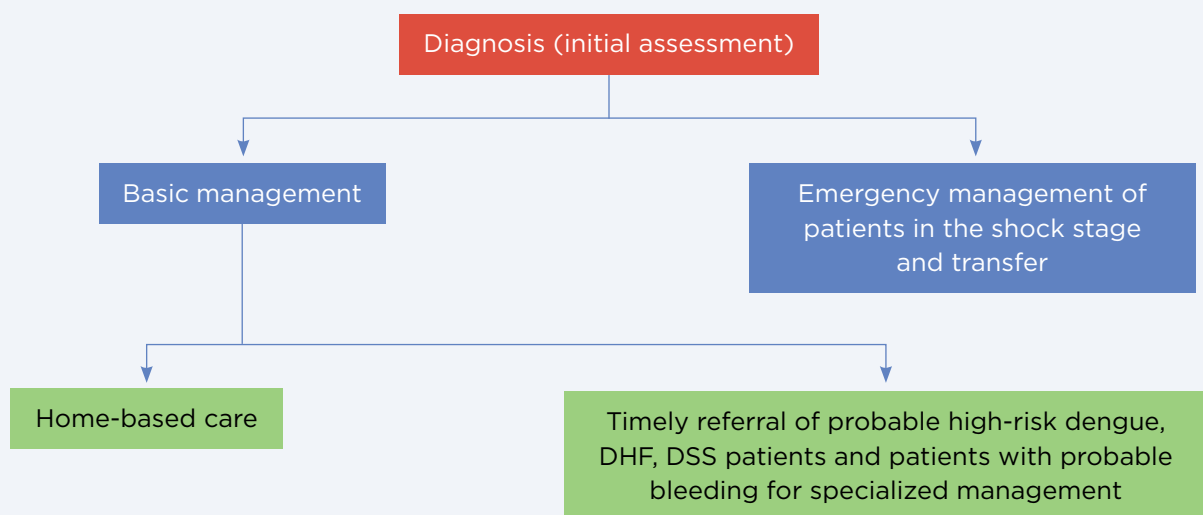 Diagnosis (initial assessment)
Basic management
Emergency management of
patients in the shock stage
and transfer
Home-based care
Timely referral of probable high-risk dengue,
DHF, DSS patients and patients with probable
bleeding for specialized management